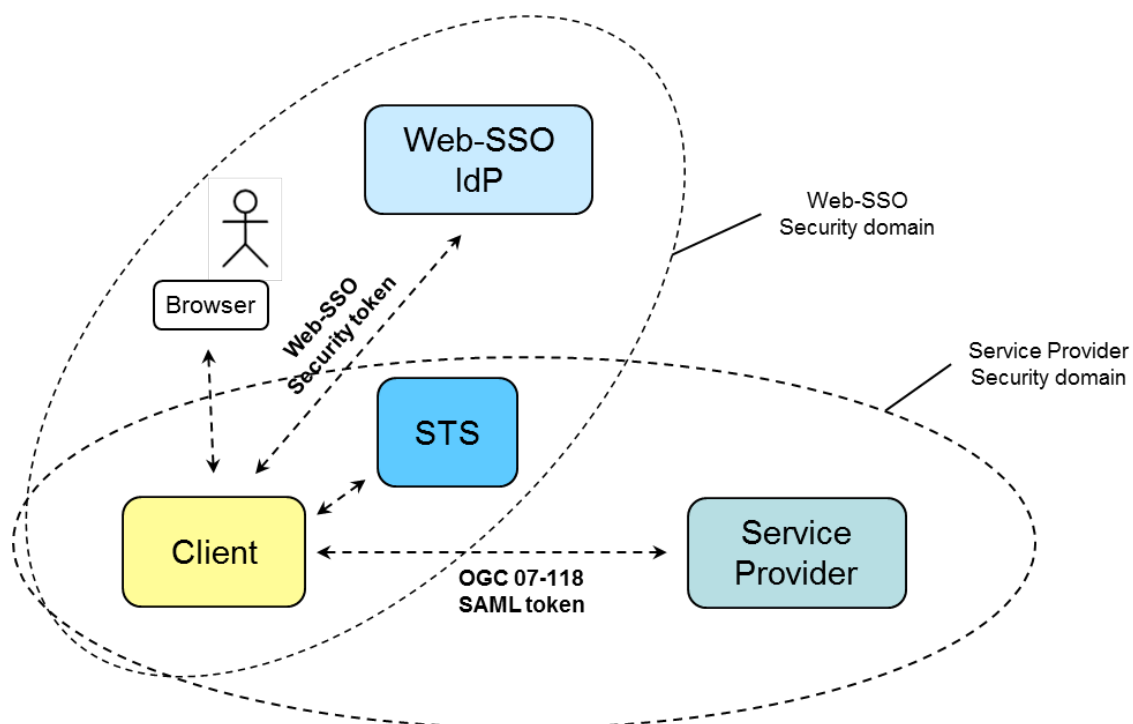 Web-SSO
IdP
Web-SSO
Security domain
Browser
Web-SSO
Security token
Service Provider
Security domain
STS
Client
Service
Provider
OGC 07-118
SAML token